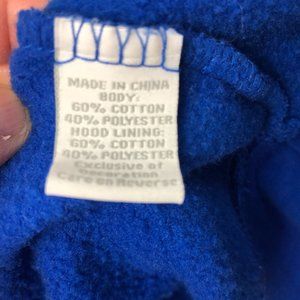 MADE IN CHINA
BODY:
60% COTTON
40% POLYESTER
HOOD LINING:
60% COTTON
40% POLYESTER
Exclusive of
Decoration
Care on Reverse